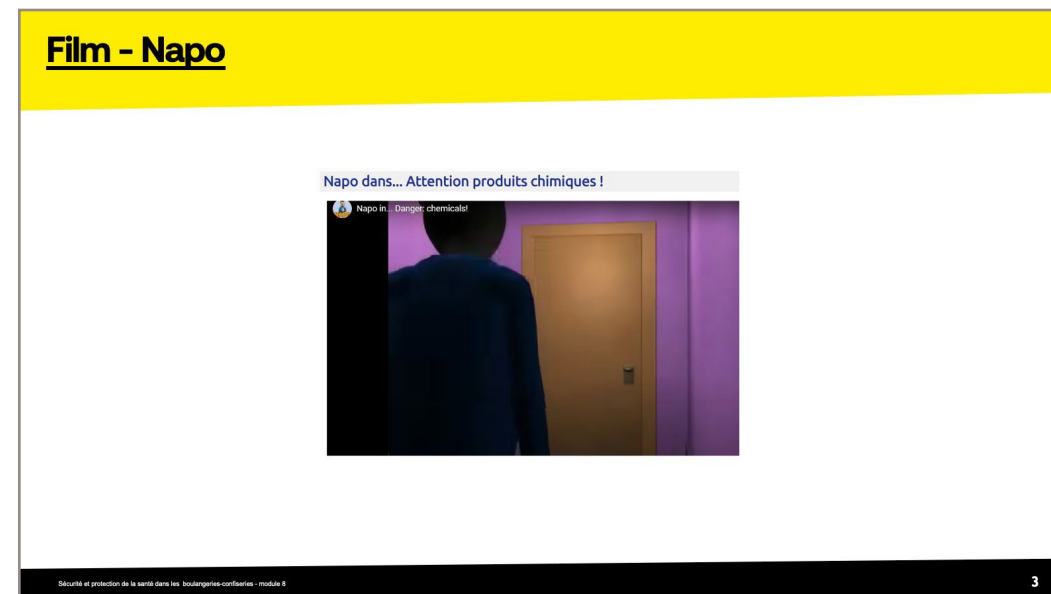 Film - Napo
Napo dans... Attention produits chimiques !
Napo in... Danger: chemicals!
Sécurité et protection de la santé dans les boulangeries-confiseries - module 6
3